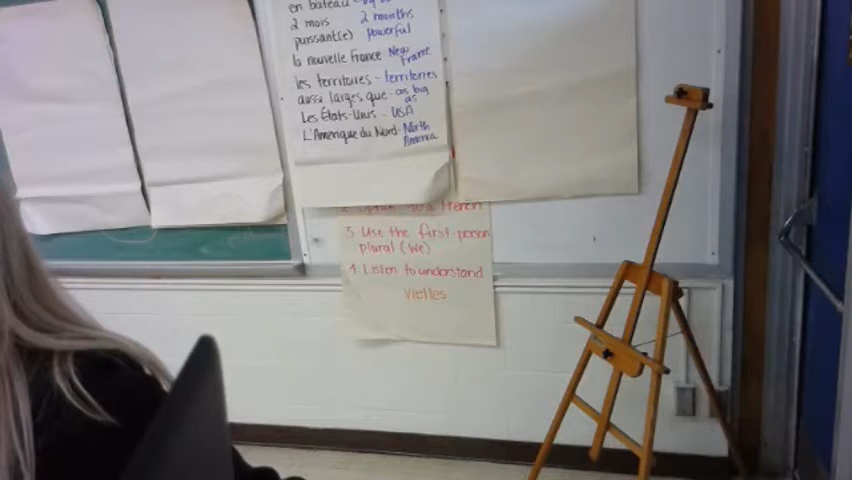 en bateau
2 mois 2 months
puissant(e) powerful
la nouvelle France New France
les territoires - territories
aussi larges que - as big as
Les États-Unis - USA
L'Amérique du Nord - North America
French
3. Use the first person
plural (we)
4. Listen to understand
vielles